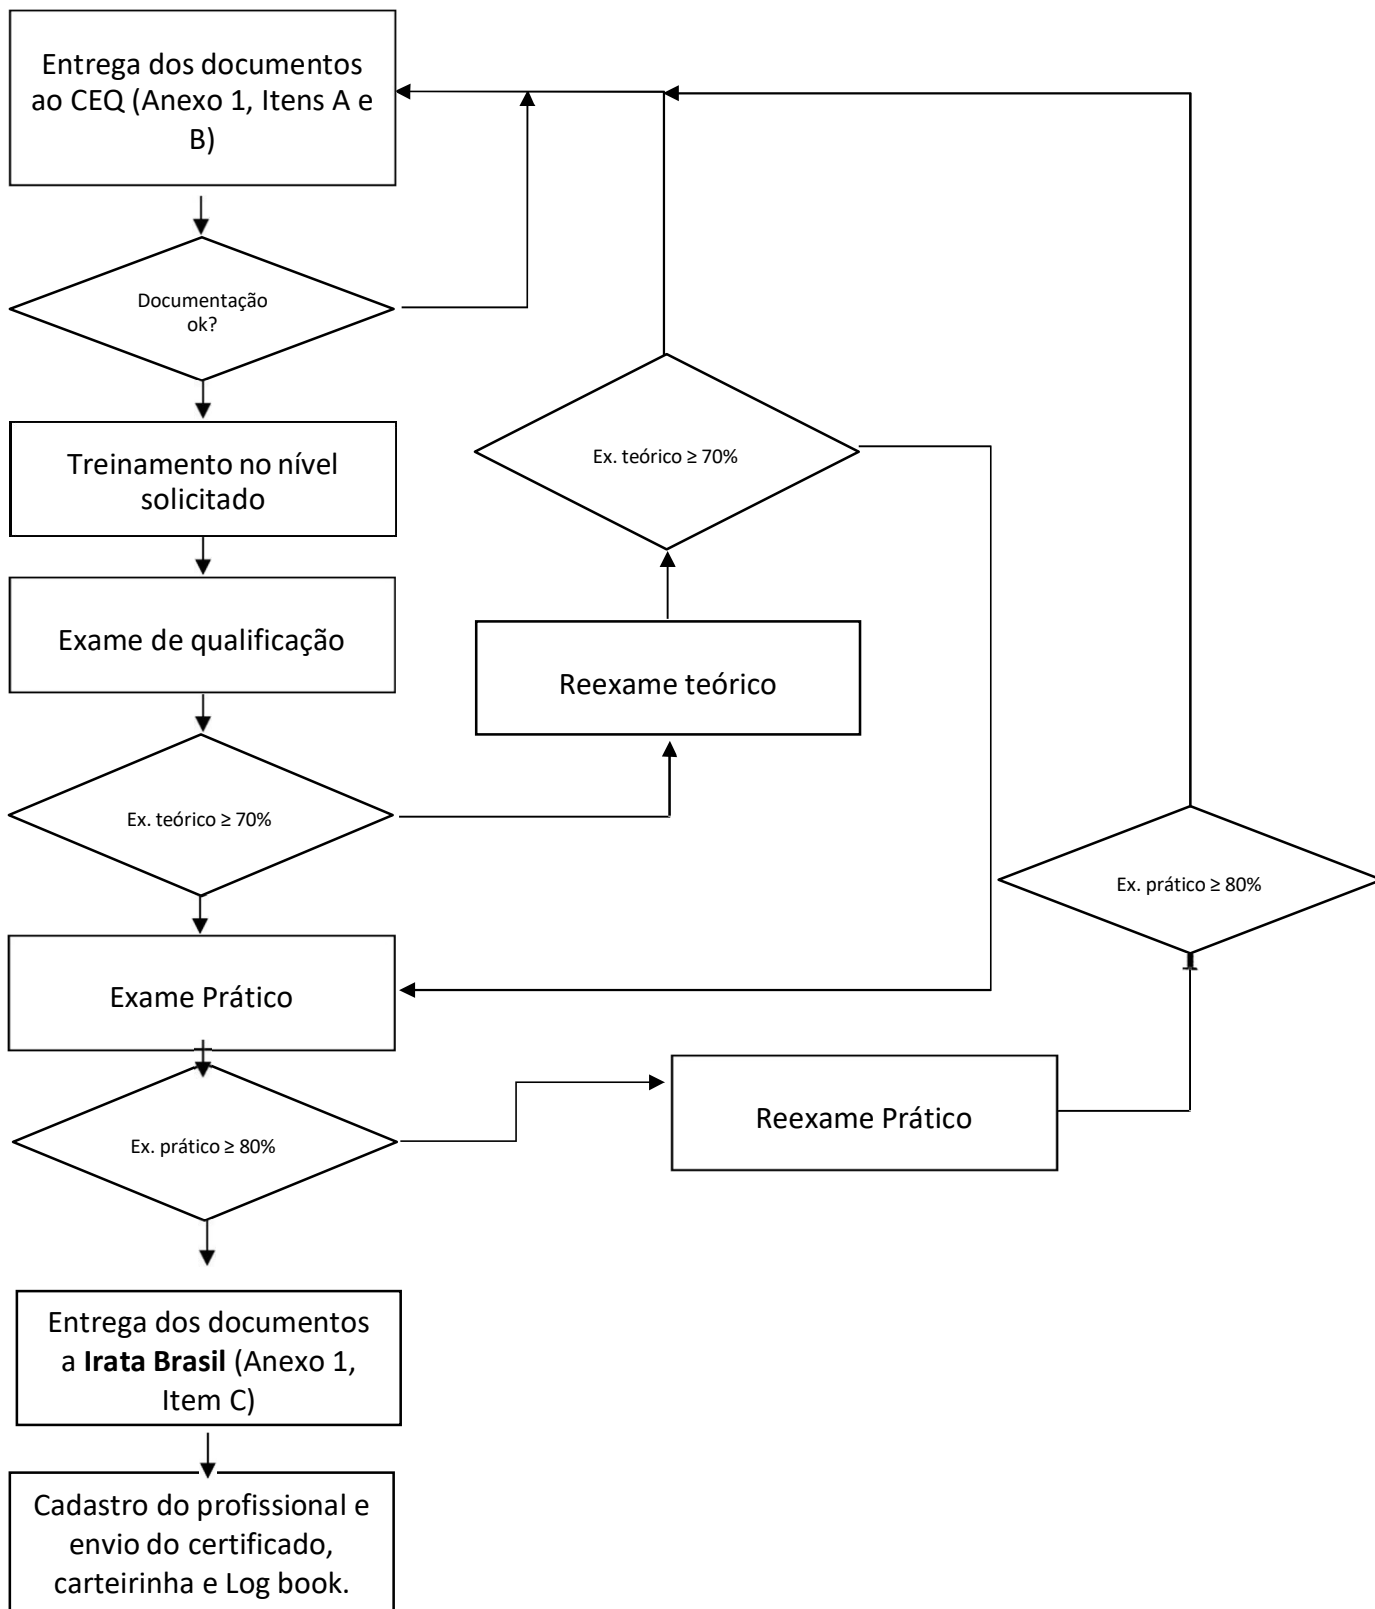 Entrega dos documentos
ao CEQ (Anexo 1, Itens A e
B)
Documentação
ok?
Treinamento no nível
solicitado
Ex. teórico ≥ 70%
Exame de qualificação
Reexame teórico
Ex. teórico ≥ 70%
Ex. prático ≥ 80%
Exame Prático
Reexame Prático
Ex. prático ≥ 80%
Entrega dos documentos
a Irata Brasil (Anexo 1,
Item C)
Cadastro do profissional e
envio do certificado,
carteirinha e Log book.